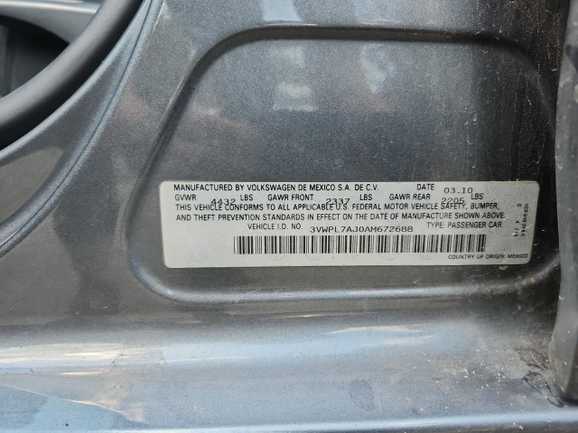 MANUFACTURED BY VOLKSWAGEN DE MEXICO S.A. DE C.V. DATE 03.10
GVWR 4432 LBS GAWR FRONT 2337 LBS GAWR REAR 2205 LBS
THIS VEHICLE CONFORMS TO ALL APPLICABLE U.S. FEDERAL MOTOR VEHICLE SAFETY, BUMPER,
AND THEFT PREVENTION STANDARDS IN EFFECT ON THE DATE OF MANUFACTURE SHOWN ABOVE.
VEHICLE I.D. NO. 3VWPL7AJ0AM672688 TYPE: PASSENGER CAR
COUNTRY OF ORIGIN: MEXICO